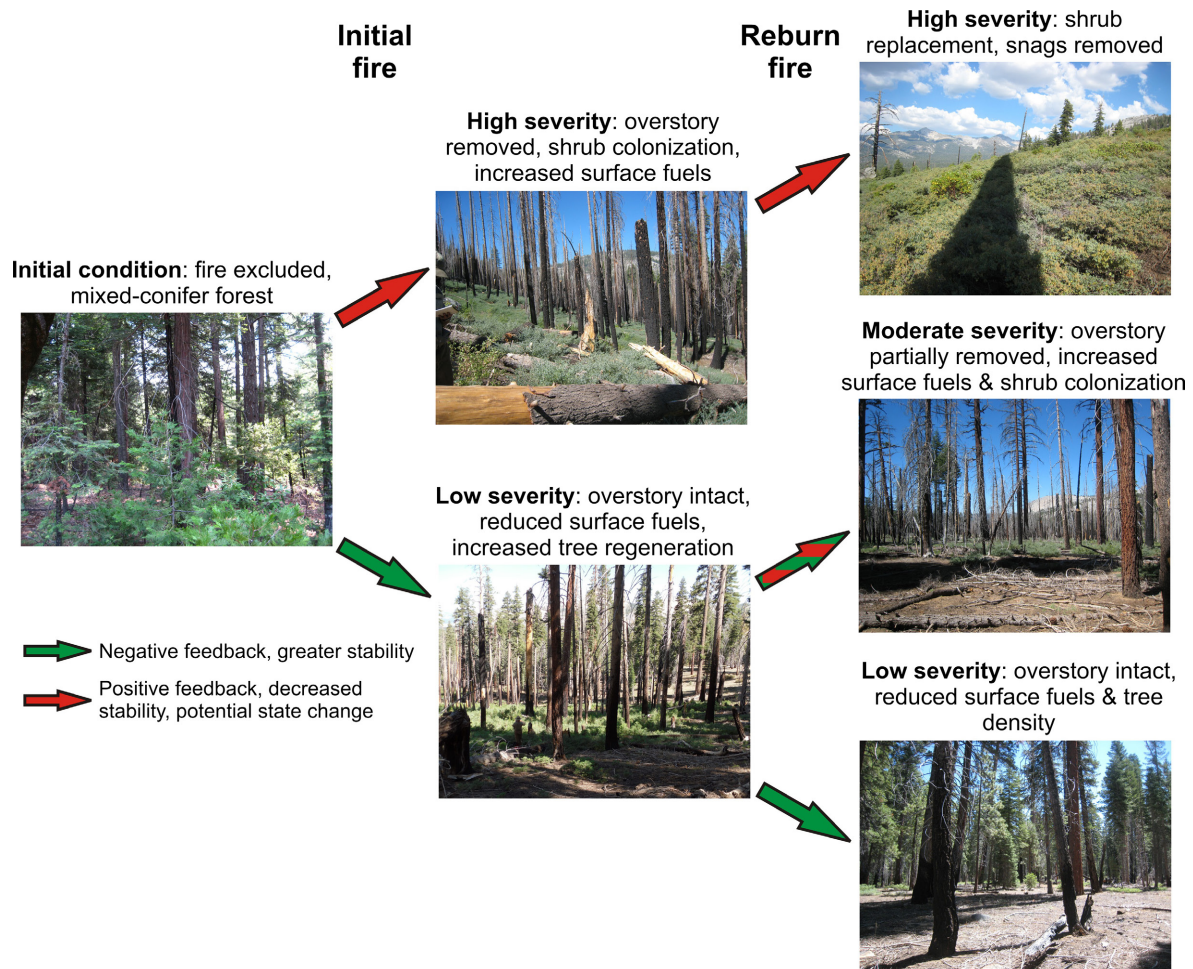 Initial
fire
Reburn
fire
High severity: shrub
replacement, snags removed
High severity: overstory
removed, shrub colonization,
increased surface fuels
Initial condition: fire excluded,
mixed-conifer forest
Moderate severity: overstory
partially removed, increased
surface fuels & shrub colonization
Low severity: overstory intact,
reduced surface fuels,
increased tree regeneration
Negative feedback, greater stability
Positive feedback, decreased
stability, potential state change
Low severity: overstory intact,
reduced surface fuels & tree
density